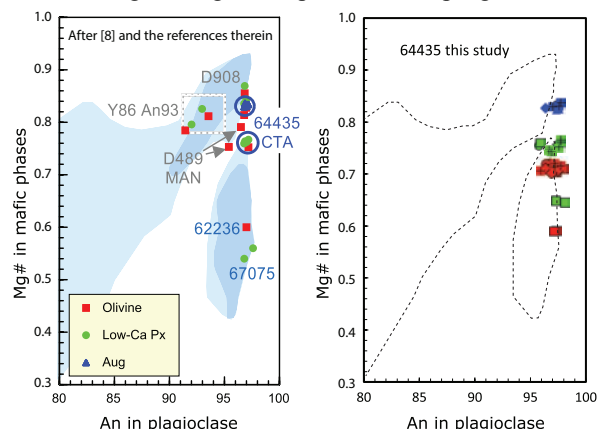 After [8] and the references therein
D908
Y86 An93
64435
CTA
D489
MAN
62236
67075
Olivine
Low-Ca Px
Aug
Mg# in mafic phases
0.3
0.4
0.5
0.6
0.7
0.8
0.9
1.0
80
85
90
95
100
An in plagioclase
64435 this study
Mg# in mafic phases
0.3
0.4
0.5
0.6
0.7
0.8
0.9
1.0
80
85
90
95
100
An in plagioclase